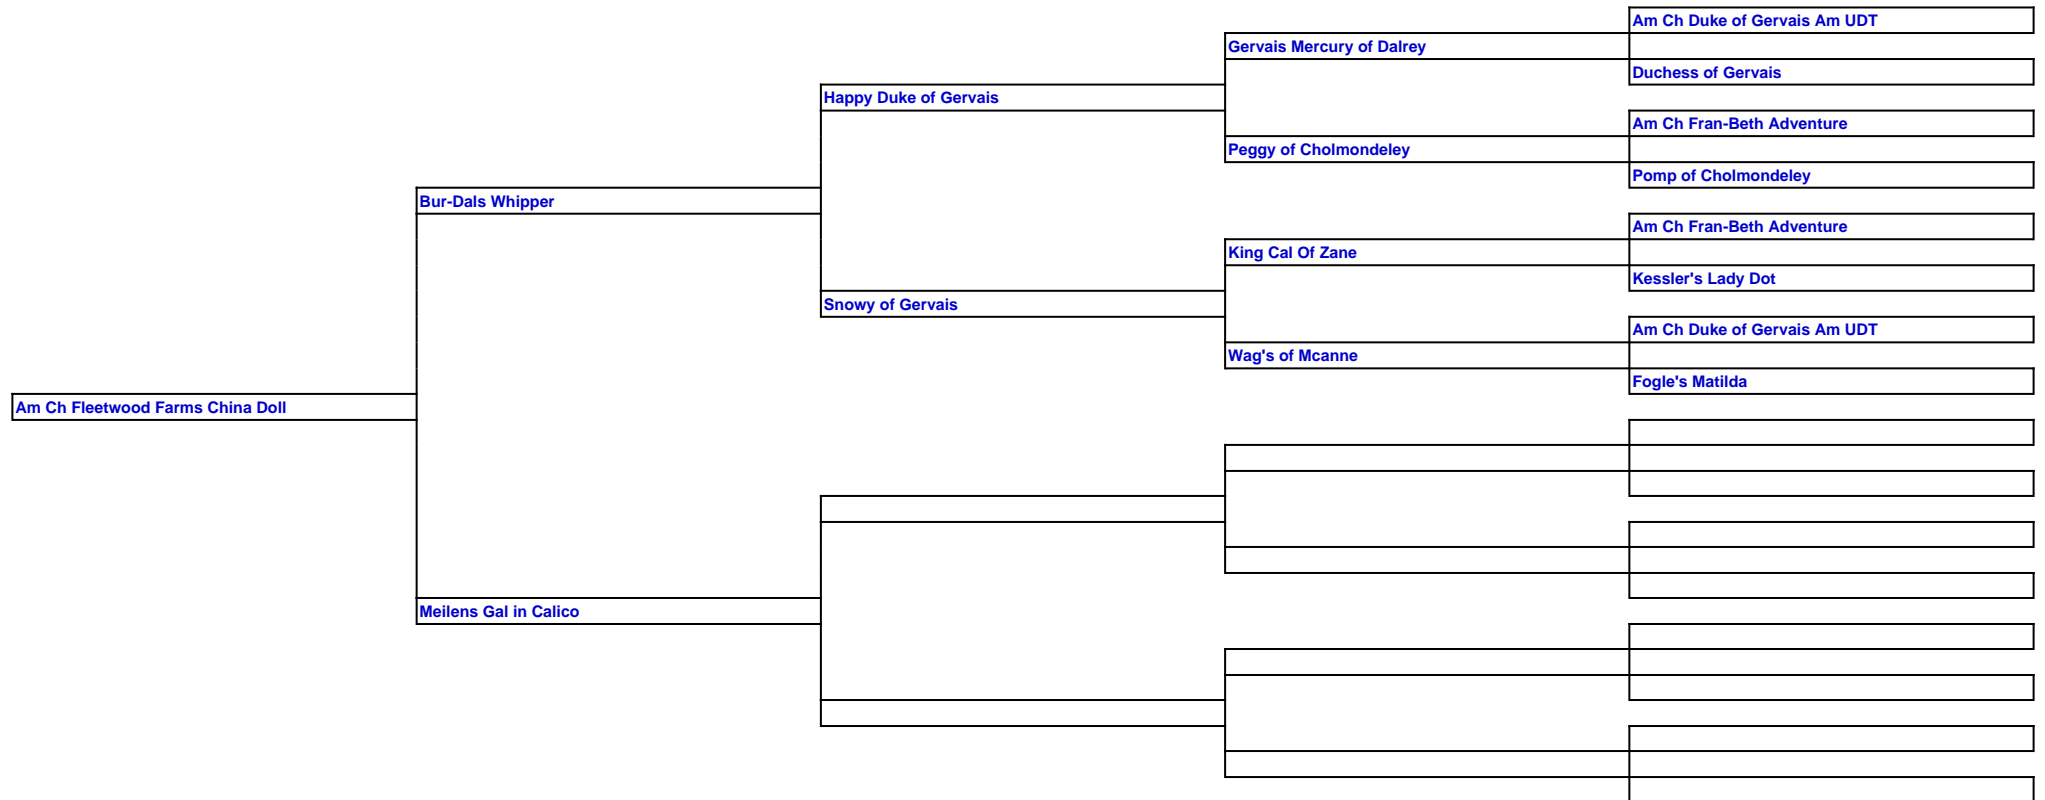 Am Ch Duke of Gervais Am UDT
Gervais Mercury of Dalrey
Duchess of Gervais
Happy Duke of Gervais
Am Ch Fran-Beth Adventure
Peggy of Cholmondeley
Pomp of Cholmondeley
Bur-Dals Whipper
Am Ch Fran-Beth Adventure
King Cal Of Zane
Kessler's Lady Dot
Snowy of Gervais
Am Ch Duke of Gervais Am UDT
Wag's of Mcanne
Fogle's Matilda
Am Ch Fleetwood Farms China Doll
Meilens Gal in Calico